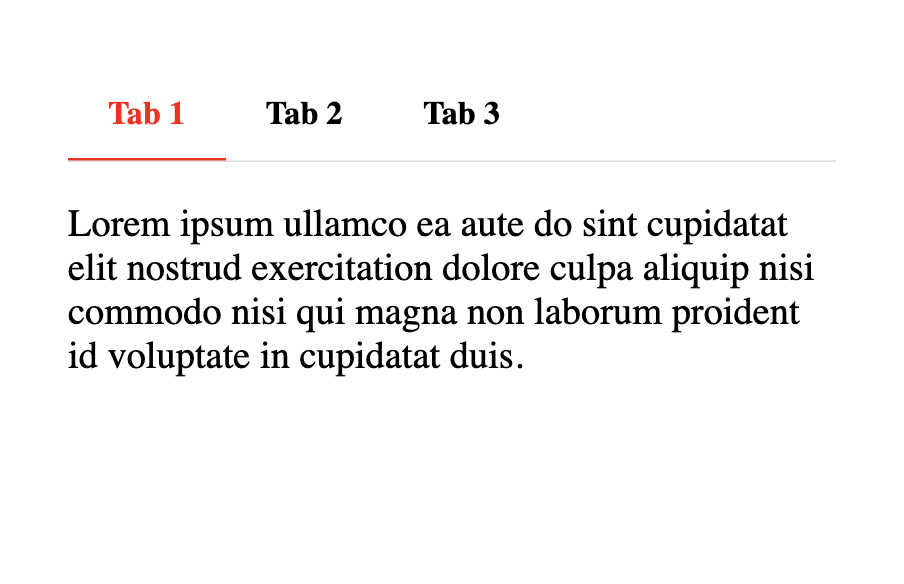 Tab 1 Tab 2 Tab 3
Lorem ipsum ullamco ea aute do sint cupidatat
elit nostrud exercitation dolore culpa aliquip nisi
commodo nisi qui magna non laborum proident
id voluptate in cupidatat duis.